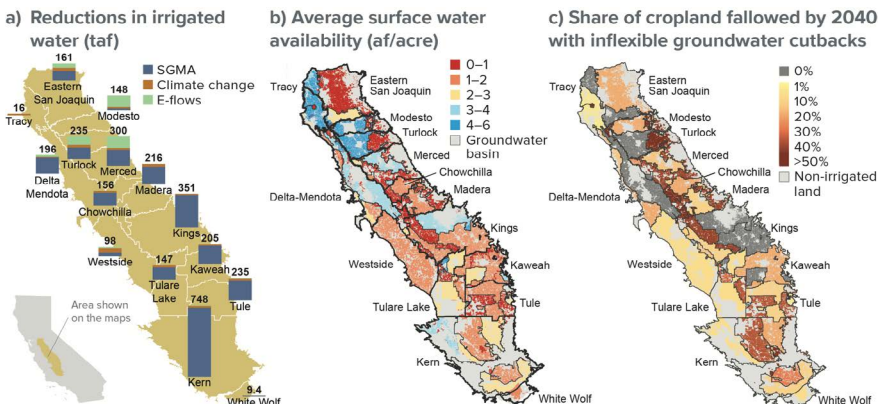 a) Reductions in irrigated
water (taf)
SGMA
Climate change
E-flows
161
Eastern
San Joaquin
148
Modesto
16
Tracy
235
Turlock
300
Merced
196
Delta
Mendota
216
Madera
156
Chowchilla
351
Kings
98
Westside
205
Kaweah
147
Tulare
Lake
235
Tule
748
Kern
9.4
White Wolf
Area shown
on the maps
b) Average surface water
availability (af/acre)
0–1
1–2
2–3
3–4
4–6
Groundwater
basin
Tracy
Eastern
San Joaquin
Modesto
Turlock
Merced
Chowchilla
Madera
Delta-Mendota
Kings
Westside
Kaweah
Tulare Lake
Tule
Kern
White Wolf
c) Share of cropland fallowed by 2040
with inflexible groundwater cutbacks
0%
1%
10%
20%
30%
40%
>50%
Non-irrigated
land
Tracy
Eastern
San Joaquin
Modesto
Turlock
Merced
Chowchilla
Madera
Delta-Mendota
Kings
Westside
Kaweah
Tulare Lake
Tule
Kern
White Wolf